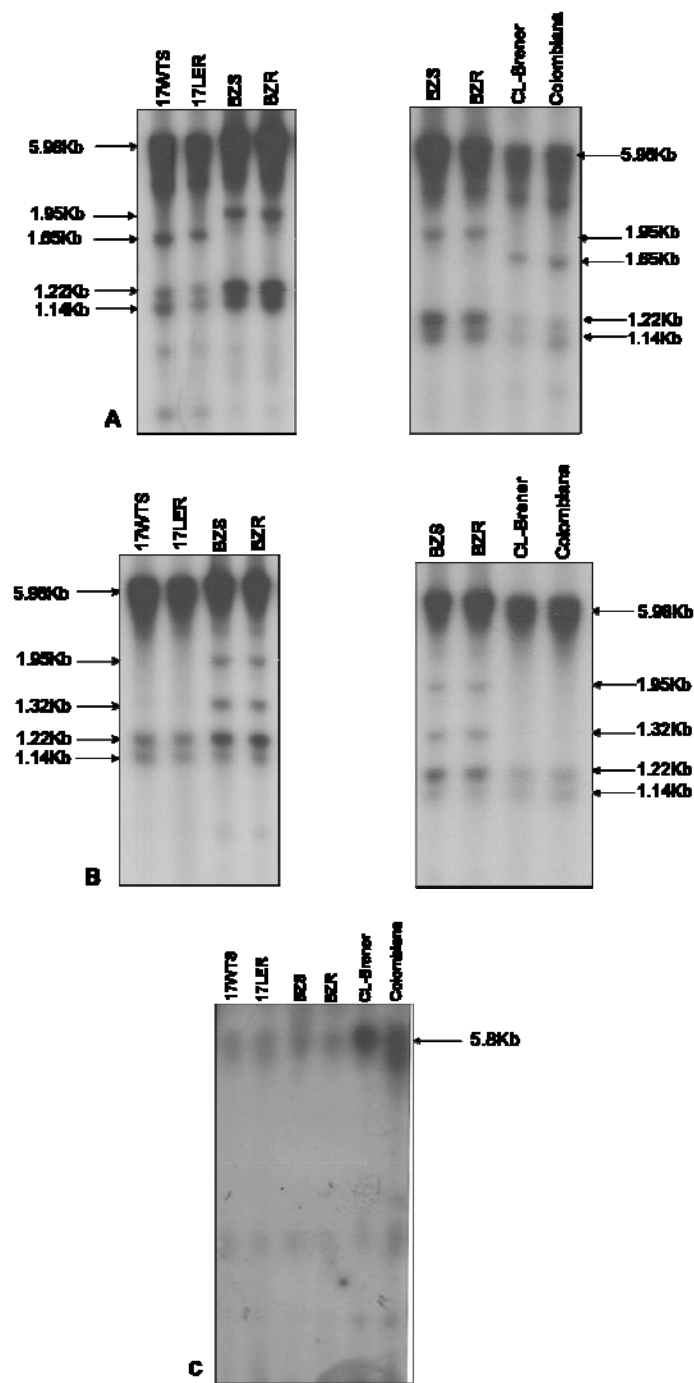 17WTS 17LER BZS BZR
5.98Kb
1.95Kb
1.65Kb
1.22Kb
1.14Kb
A
BZS BZR CL-Brener Colombiana
5.98Kb
1.95Kb
1.65Kb
1.22Kb
1.14Kb
17WTS 17LER BZS BZR
5.98Kb
1.95Kb
1.32Kb
1.22Kb
1.14Kb
B
BZS BZR CL-Brener Colombiana
5.98Kb
1.95Kb
1.32Kb
1.22Kb
1.14Kb
17WTS 17LER BZS BZR CL-Brener Colombiana
5.8Kb
C